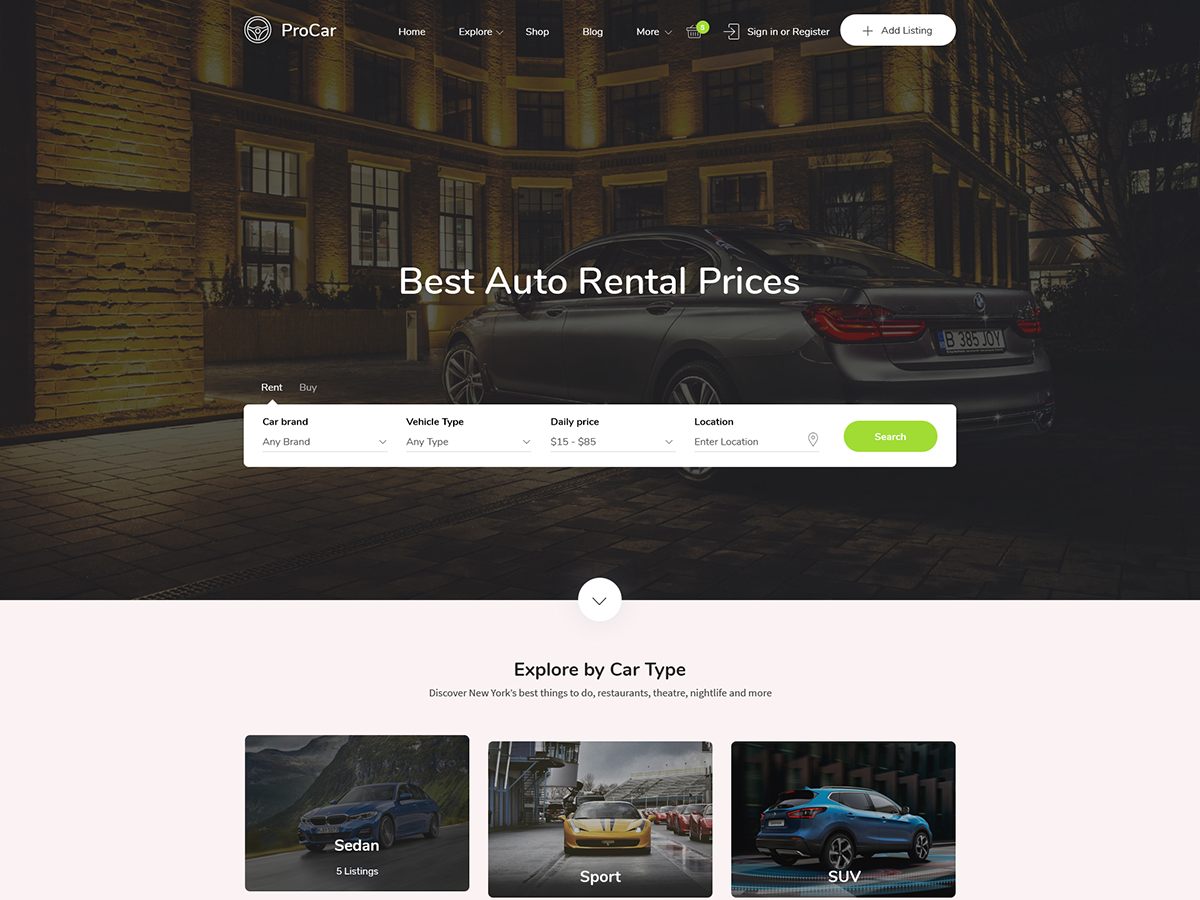 ProCar
Home
Explore
Shop
Blog
More
5
Sign in or Register
Add Listing
Best Auto Rental Prices
B 385 JOY
Rent
Buy
Car brand
Any Brand
Vehicle Type
Any Type
Daily price
$15 - $85
Location
Enter Location
Search
Explore by Car Type
Discover New York's best things to do, restaurants, theatre, nightlife and more
Sedan
5 Listings
Sport
SUV